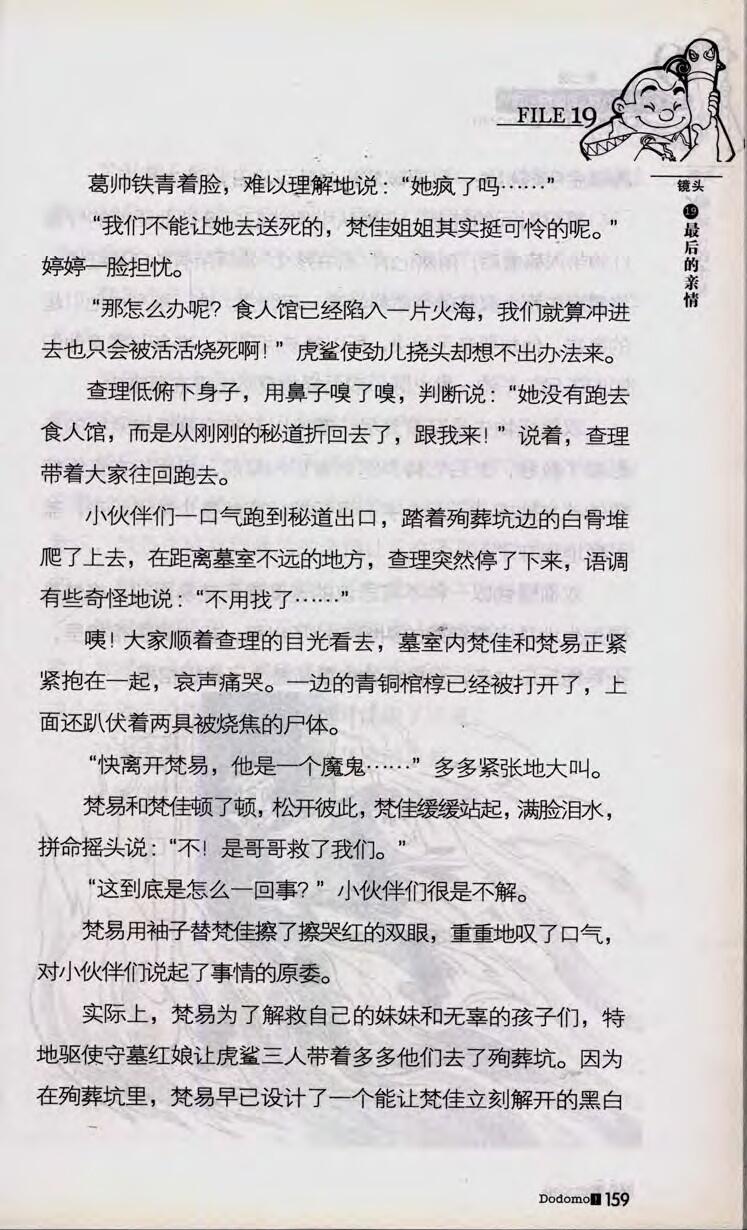 FILE 19
镜头
19
最后的亲情
葛帅铁青着脸，难以理解地说：“她疯了吗……”
“我们不能让她去送死的，梵佳姐姐其实挺可怜的呢。”
婷婷一脸担忧。
“那怎么办呢？食人馆已经陷入一片火海，我们就算冲进
去也只会被活活烧死啊！”虎鲨使劲儿挠头却想不出办法来。
查理低俯下身子，用鼻子嗅了嗅，判断说：“她没有跑去
食人馆，而是从刚刚的秘道折回去了，跟我来！”说着，查理
带着大家往回跑去。
小伙伴们一口气跑到秘道出口，踏着殉葬坑边的白骨堆
爬了上去，在距离墓室不远的地方，查理突然停了下来，语调
有些奇怪地说：“不用找了……”
咦！大家顺着查理的目光看去，墓室内梵佳和梵易正紧
紧抱在一起，哀声痛哭。一边的青铜棺椁已经被打开了，上
面还趴伏着两具被烧焦的尸体。
“快离开梵易，他是一个魔鬼……”多多紧张地大叫。
梵易和梵佳顿了顿，松开彼此，梵佳缓缓站起，满脸泪水，
拼命摇头说：“不！是哥哥救了我们。”
“这到底是怎么一回事？”小伙伴们很是不解。
梵易用袖子替梵佳擦了擦哭红的双眼，重重地叹了口气，
对小伙伴们说起了事情的原委。
实际上，梵易为了解救自己的妹妹和无辜的孩子们，特
地驱使守墓红娘让虎鲨三人带着多多他们去了殉葬坑。因为
在殉葬坑里，梵易早已设计了一个能让梵佳立刻解开的黑白
Dodomo! 159